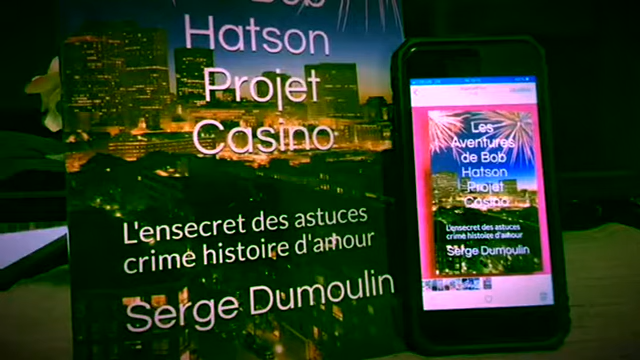 Bob
Hatson
Projet
Casino
L'ensecret des astuces
crime histoire d'amour
Serge Dumoulin
Les
Aventures
de Bob
Hatson
Projet
Casino
L'ensecret des astuces
crime histoire d'amour
Serge Dumoulin